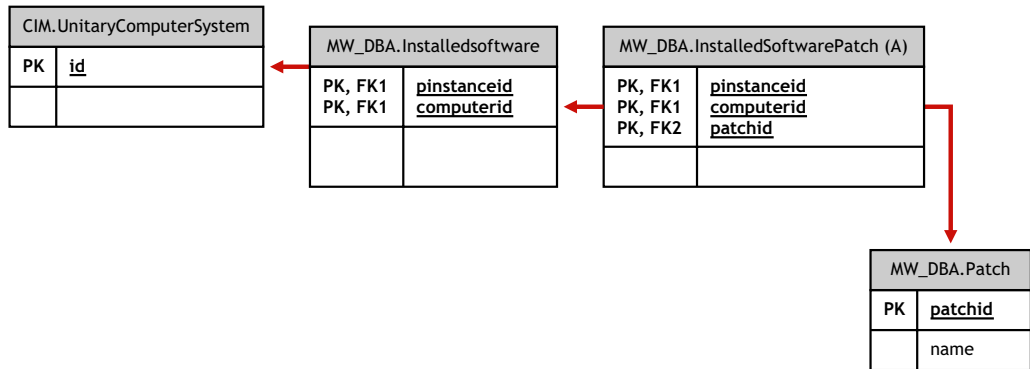 CIM.UnitaryComputerSystem
PK id
MW_DBA.Installedsoftware
PK, FK1 pinstanceid
PK, FK1 computerid
MW_DBA.InstalledSoftwarePatch (A)
PK, FK1 pinstanceid
PK, FK1 computerid
PK, FK2 patchid
MW_DBA.Patch
PK patchid
name